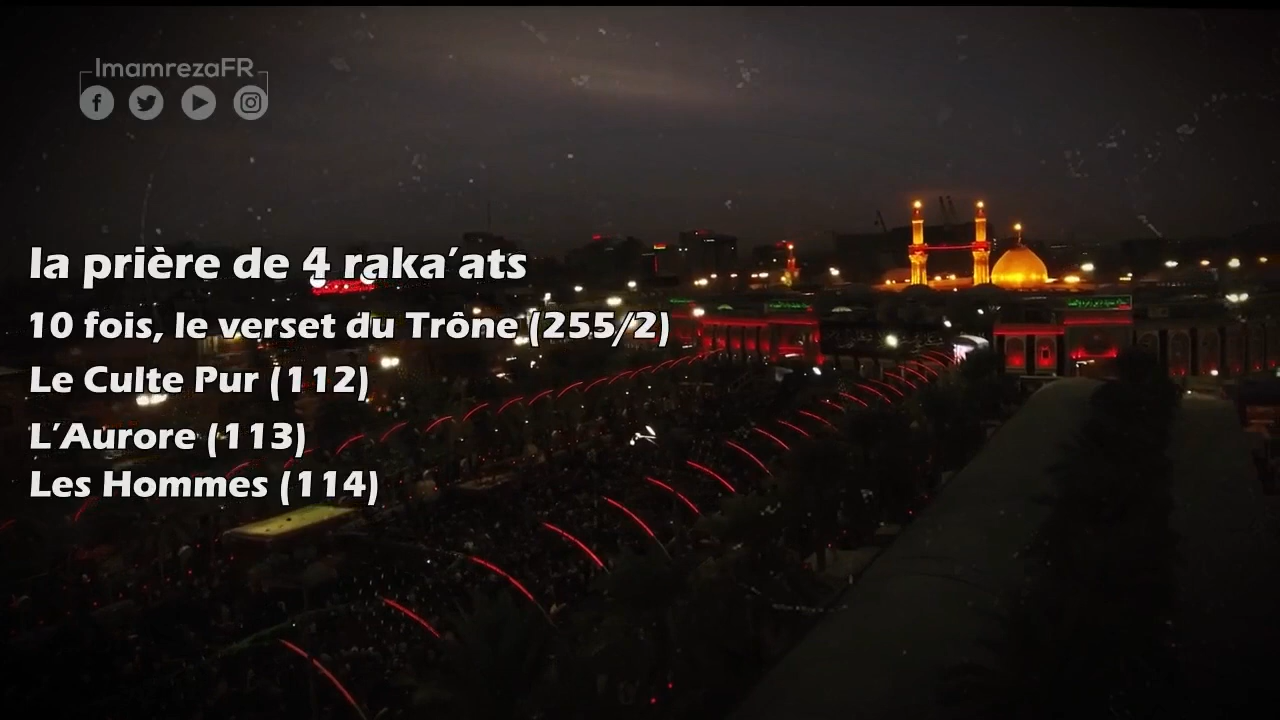 ImamrezaFR
la prière de 4 raka’ats
10 fois, le verset du Trône (255/2)
Le Culte Pur (112)
L’Aurore (113)
Les Hommes (114)